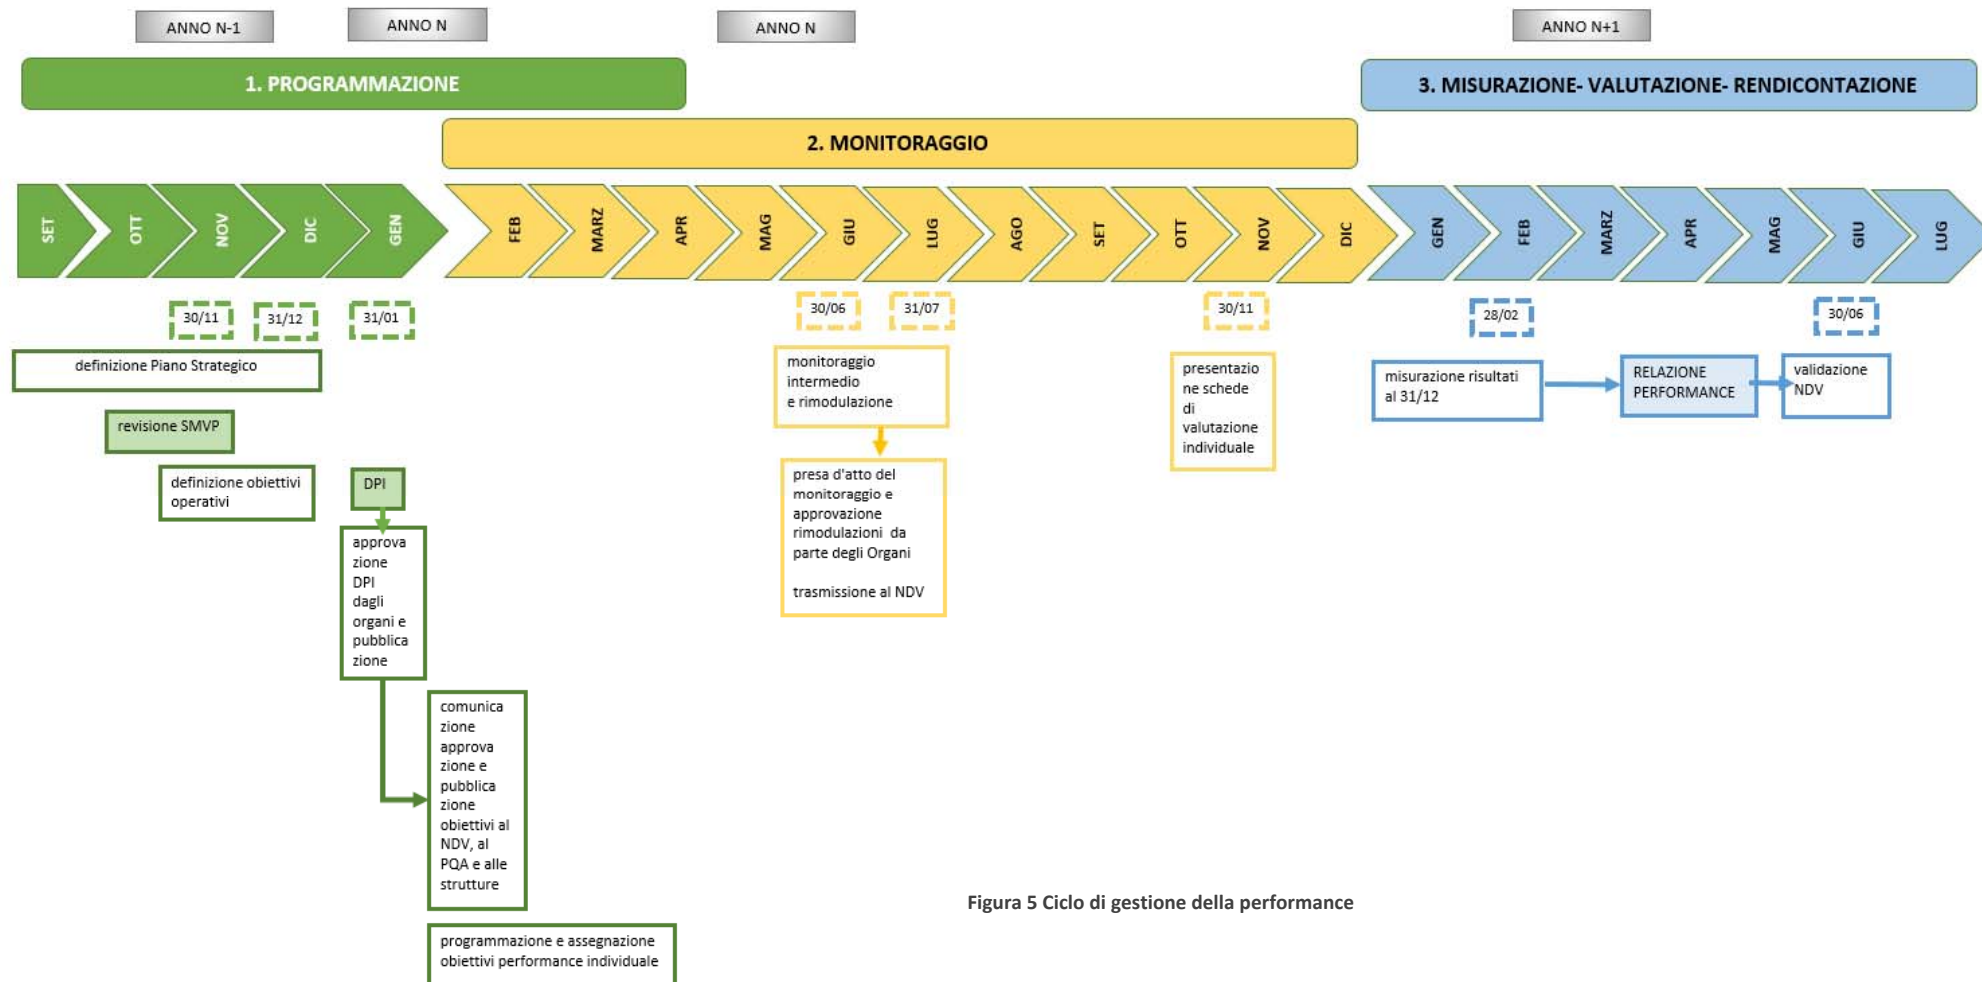 ANNO N-1
ANNO N
ANNO N
ANNO N+1
1. PROGRAMMAZIONE
3. MISURAZIONE- VALUTAZIONE- RENDICONTAZIONE
2. MONITORAGGIO
SET
OTT
NOV
DIC
GEN
FEB
MARZ
APR
MAG
GIU
LUG
AGO
SET
OTT
NOV
DIC
GEN
FEB
MARZ
APR
MAG
GIU
LUG
30/11
31/12
31/01
30/06
31/07
30/11
28/02
30/06
definizione Piano Strategico
revisione SMVP
definizione obiettivi
operativi
DPI
approva
zione
DPI
dagli
organi e
pubblica
zione
comunica
zione
approva
zione e
pubblica
zione
obiettivi al
NDV, al
PQA e alle
strutture
programmazione e assegnazione
obiettivi performance individuale
monitoraggio
intermedio
e rimodulazione
presa d'atto del
monitoraggio e
approvazione
rimodulazioni da
parte degli Organi
trasmissione al NDV
presentazio
ne schede
di
valutazione
individuale
misurazione risultati
al 31/12
RELAZIONE
PERFORMANCE
validazione
NDV
Figura 5 Ciclo di gestione della performance